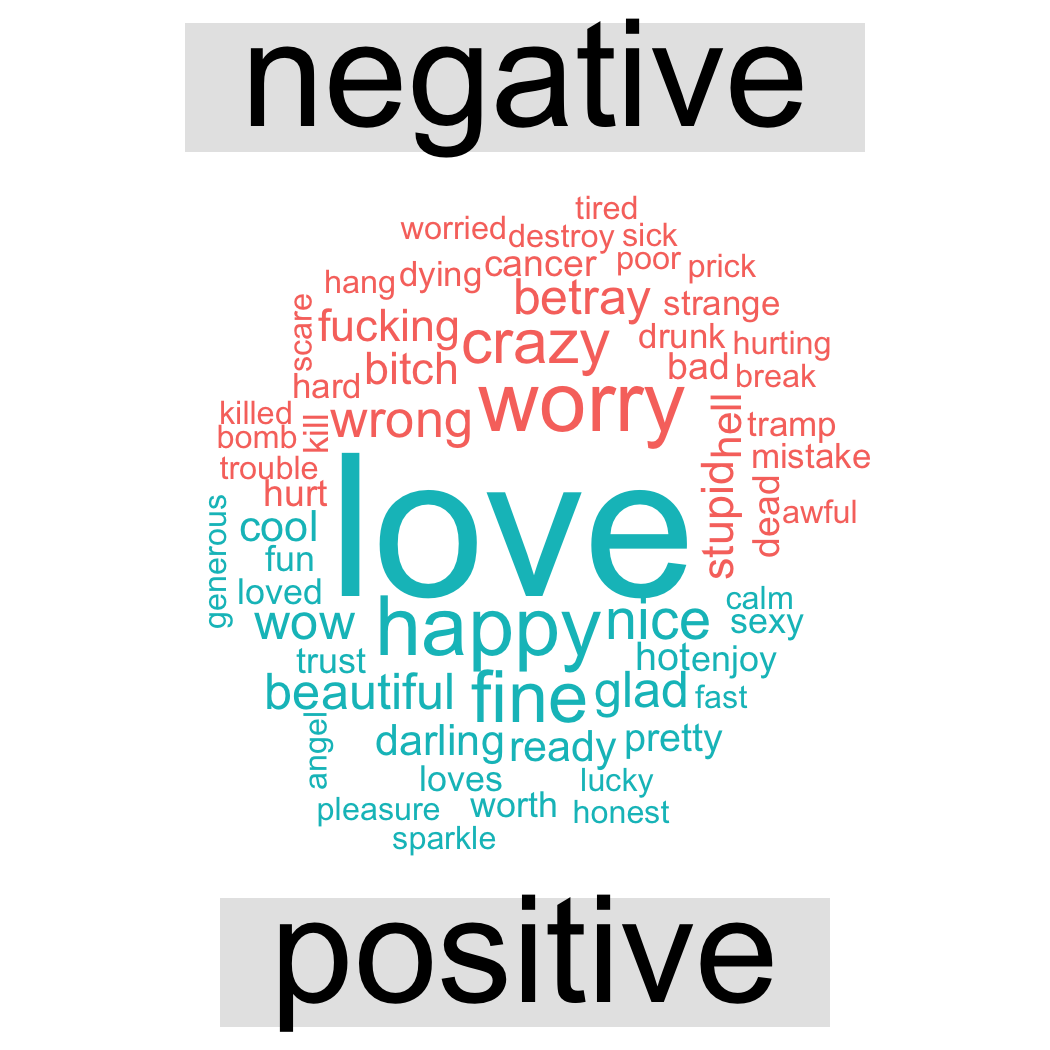 negative
tired
worried destroy sick
hang dying cancer poor prick
scare fucking betray strange
crazy drunk hurting
hard bitch bad break
killed kill wrong worry hell tramp
bomb
trouble stupid mistake
hurt dead awful
love
generous cool
fun
loved calm
wow happy nice sexy
trust hot enjoy
beautiful fine glad fast
angel darling ready pretty
loves lucky
pleasure worth honest
sparkle
positive